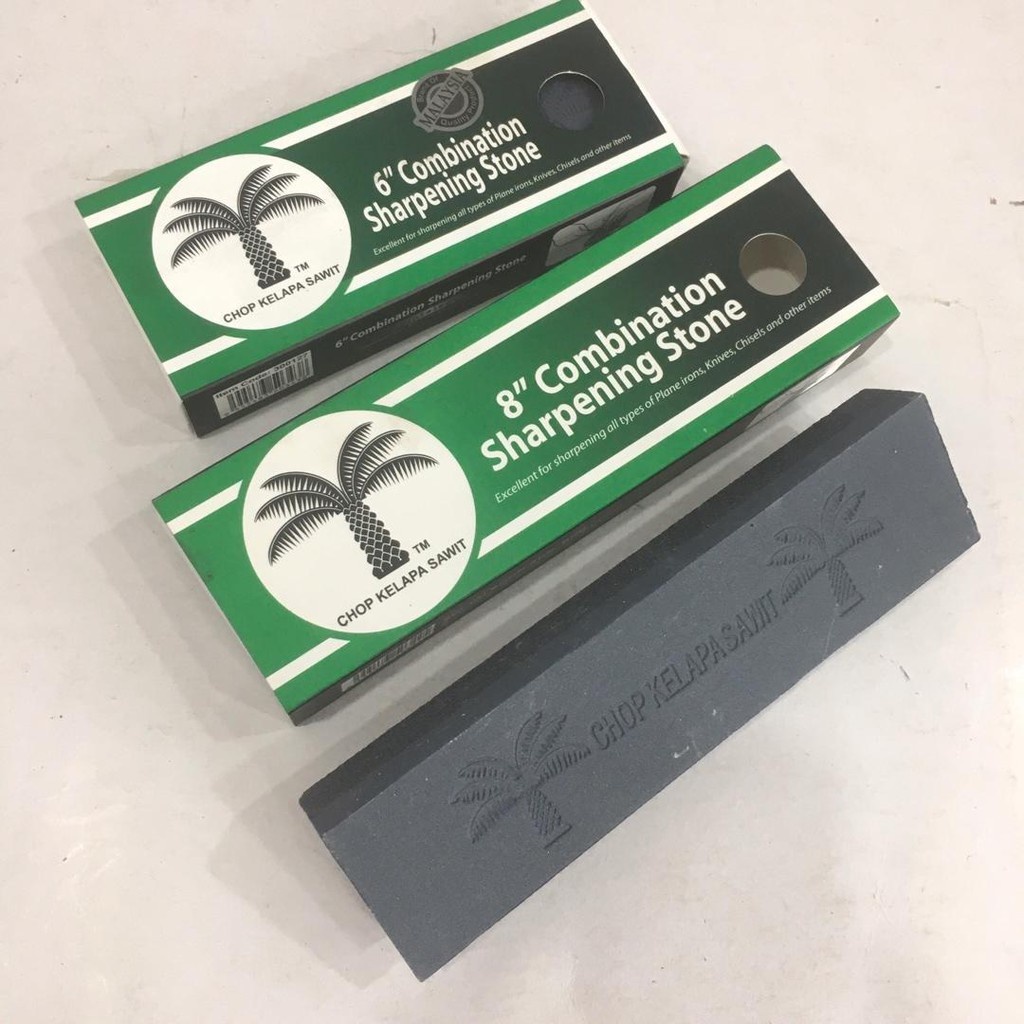 MALAYSIA
6" Combination
Sharpening Stone
Excellent for sharpening all types of Plane irons, Knives, Chisels and other items
TM
CHOP KELAPA SAWIT
6" Combination Sharpening Stone
8" Combination
Sharpening Stone
Excellent for sharpening all types of Plane irons, Knives, Chisels and other items
TM
CHOP KELAPA SAWIT
CHOP KELAPA SAWIT